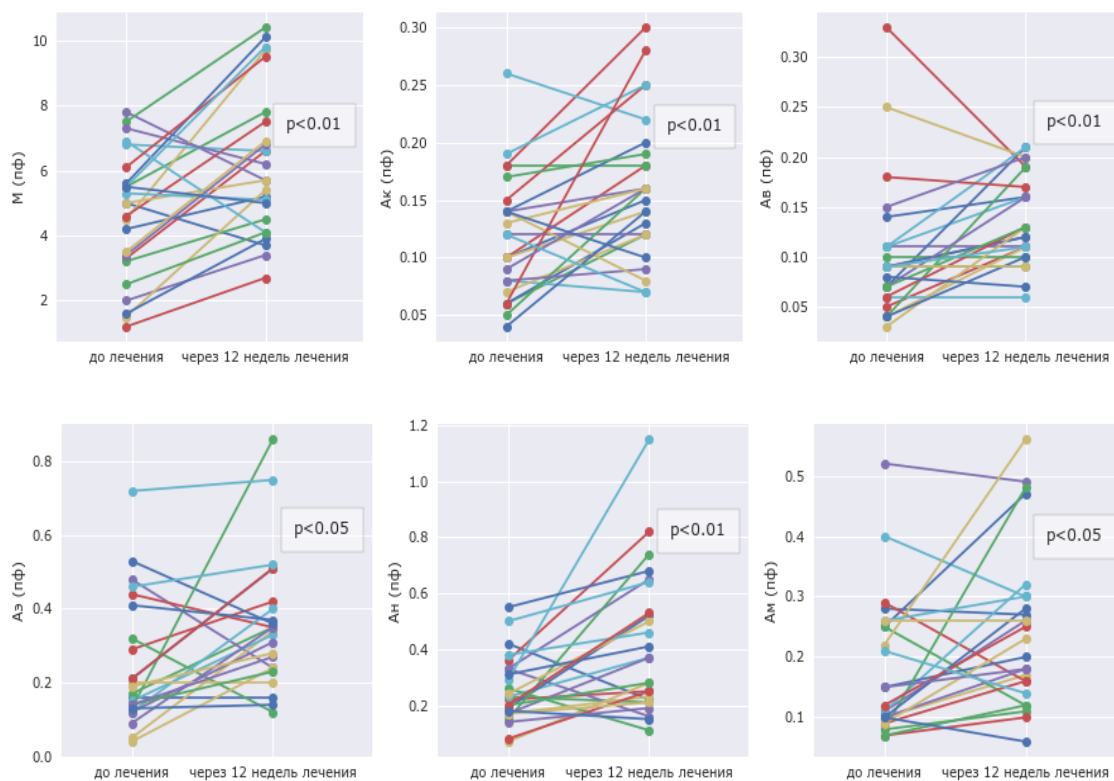 M (пф)
10
8
6
4
2
p<0.01
до лечения
через 12 недель лечения
Ак (пф)
0.30
0.25
0.20
0.15
0.10
0.05
p<0.01
до лечения
через 12 недель лечения
Ав (пф)
0.30
0.25
0.20
0.15
0.10
0.05
p<0.01
до лечения
через 12 недель лечения
Аэ (пф)
0.8
0.6
0.4
0.2
0.0
p<0.05
до лечения
через 12 недель лечения
Ан (пф)
1.2
1.0
0.8
0.6
0.4
0.2
p<0.01
до лечения
через 12 недель лечения
Ам (пф)
0.5
0.4
0.3
0.2
0.1
p<0.05
до лечения
через 12 недель лечения